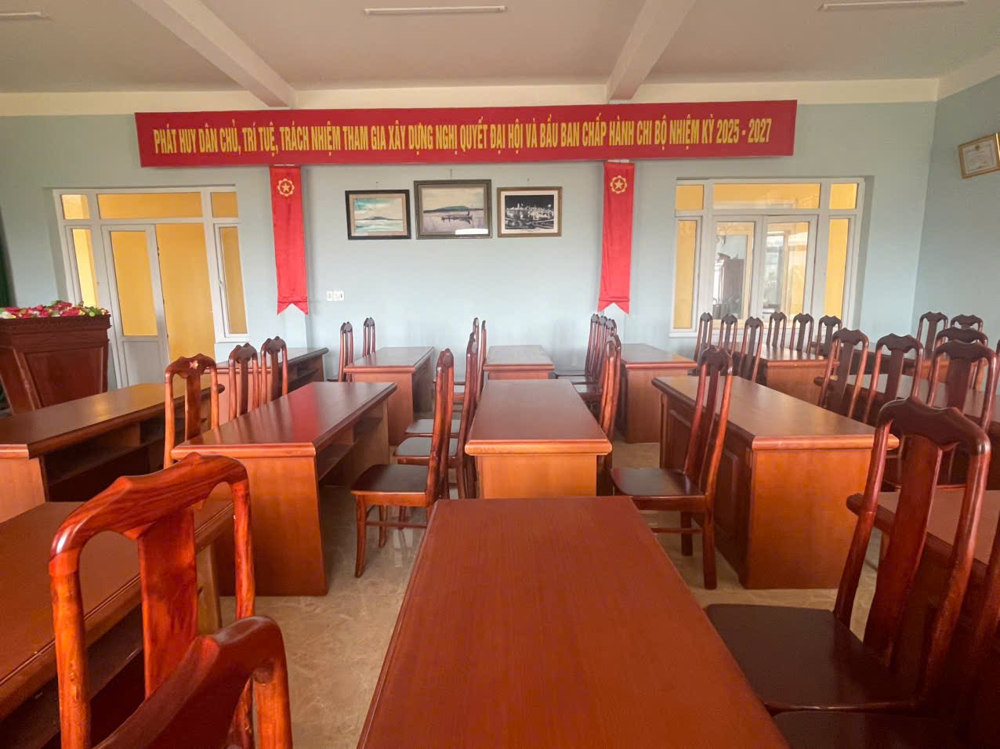 PHÁT HUY DÂN CHỦ, TRÍ TUỆ, TRÁCH NHIỆM THAM GIA XÂY DỰNG NGHỊ QUYẾT ĐẠI HỘI VÀ BẦU BAN CHẤP HÀNH CHI BỘ NHIỆM KỲ 2025 - 2027